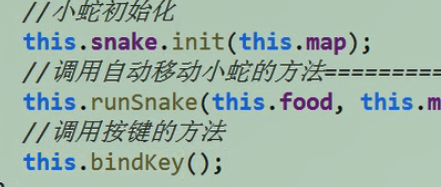 //小蛇初始化
this.snake.init(this.map);
//调用自动移动小蛇的方法=========
this.runSnake(this.food, this.m
//调用按键的方法
this.bindKey();